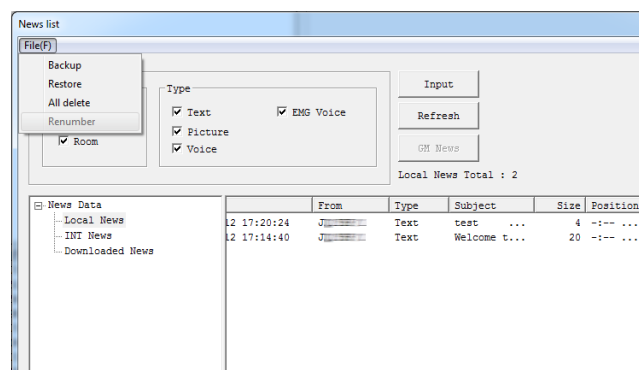 News list
File(F)
Backup
Restore
All delete
Renumber
Room
Type
Text
EMG Voice
Picture
Voice
Input
Refresh
GM News
Local News Total : 2
News Data
Local News
INT News
Downloaded News
From Type Subject Size Position
12 17:20:24 J Text test ... 4 -:-- ...
12 17:14:40 J Text Welcome t... 20 -:-- ...